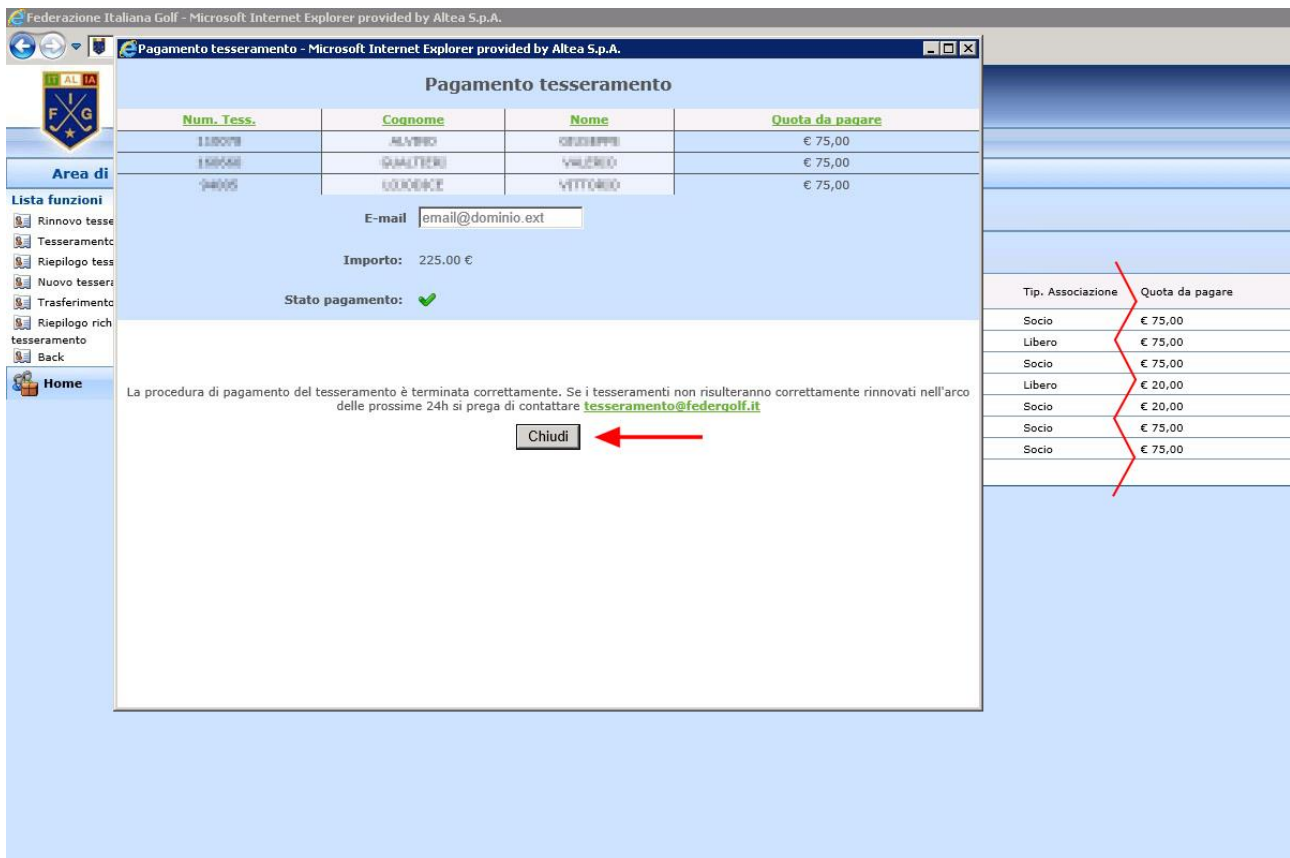 Federazione Italiana Golf - Microsoft Internet Explorer provided by Altea S.p.A.
Pagamento tesseramento - Microsoft Internet Explorer provided by Altea S.p.A.
IT AL IA
F I G
Pagamento tesseramento
Num. Tess. Cognome Nome Quota da pagare
€ 75,00
€ 75,00
€ 75,00
E-mail email@dominio.ext
Importo: 225.00 €
Stato pagamento:
La procedura di pagamento del tesseramento è terminata correttamente. Se i tesseramenti non risulteranno correttamente rinnovati nell'arco
delle prossime 24h si prega di contattare tesseramento@federgolf.it
Chiudi
Area di
Lista funzioni
Rinnovo tesse
Tesseramento
Riepilogo tess
Nuovo tessera
Trasferimento
Riepilogo rich
tesseramento
Back
Home
Tip. Associazione Quota da pagare
Socio € 75,00
Libero € 75,00
Socio € 75,00
Libero € 20,00
Socio € 20,00
Socio € 75,00
Socio € 75,00